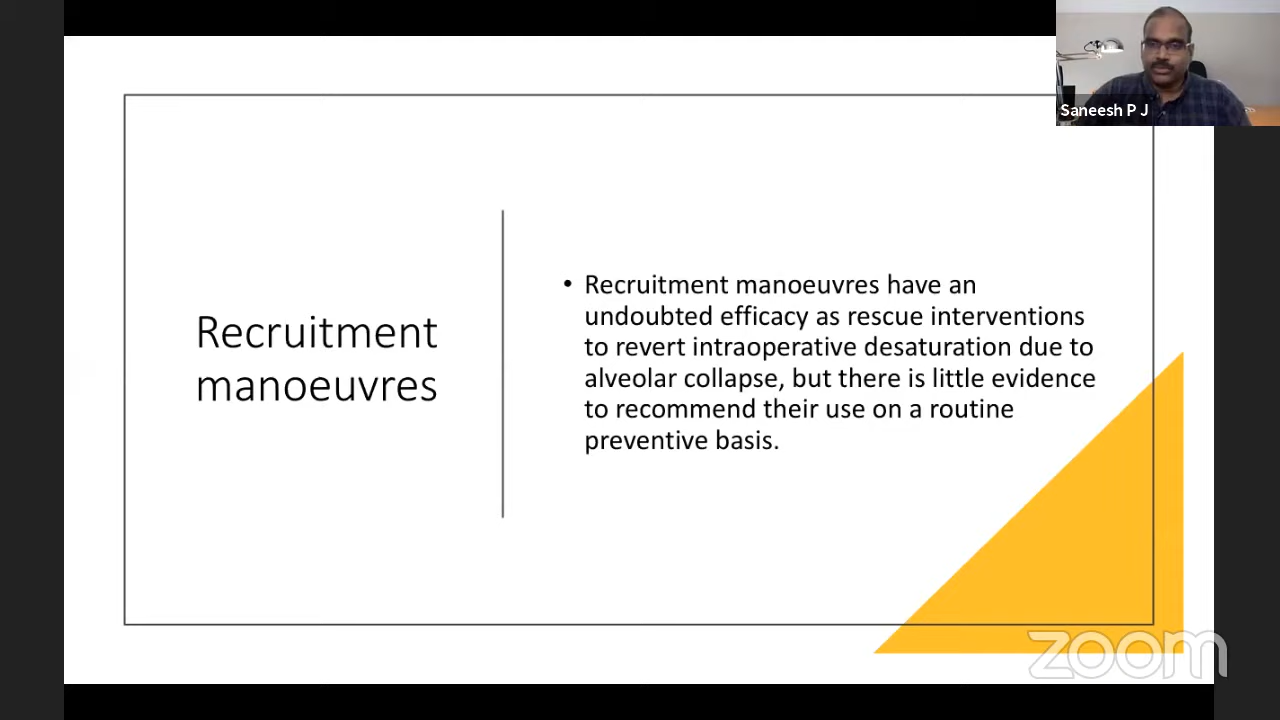 Saneesh P J
Recruitment
manoeuvres
• Recruitment manoeuvres have an
undoubted efficacy as rescue interventions
to revert intraoperative desaturation due to
alveolar collapse, but there is little evidence
to recommend their use on a routine
preventive basis.
zoom